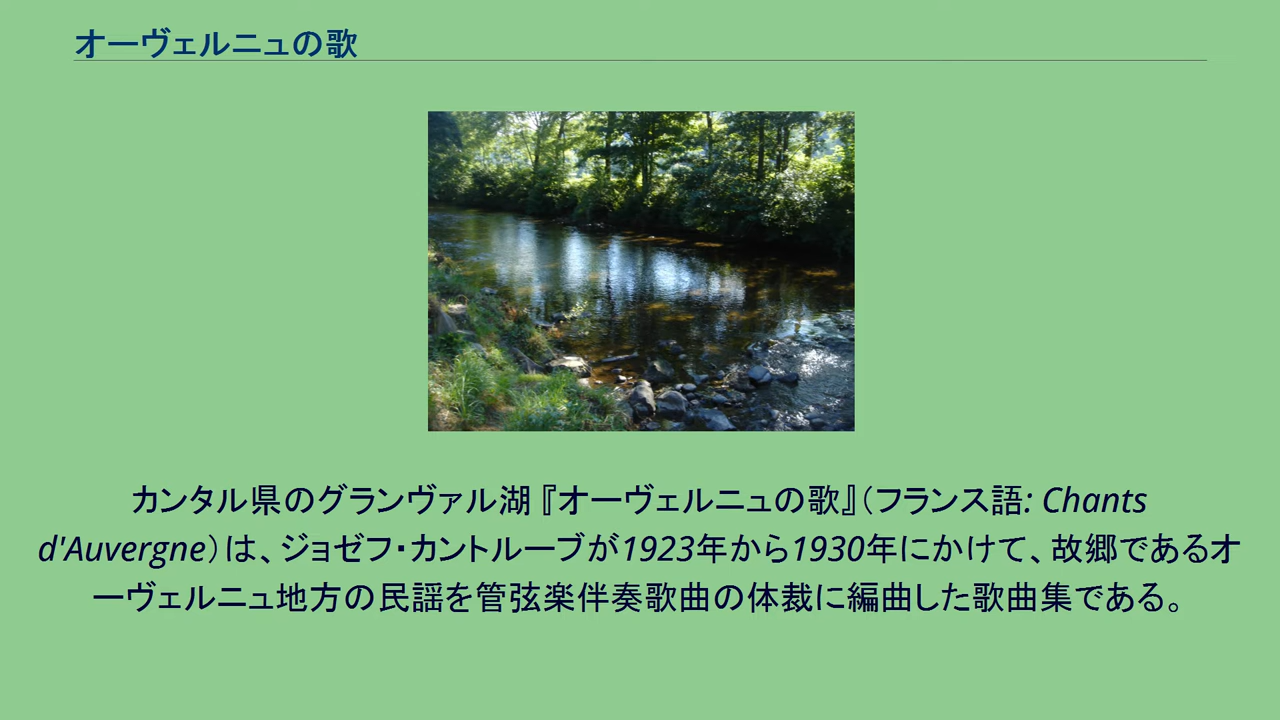 オーヴェルニュの歌
カンタル県のグランヴァル湖『オーヴェルニュの歌』（フランス語: Chants
d'Auvergne）は、ジョゼフ・カントルーブが1923年から1930年にかけて、故郷であるオ
ーヴェルニュ地方の民謡を管弦楽伴奏歌曲の体裁に編曲した歌曲集である。